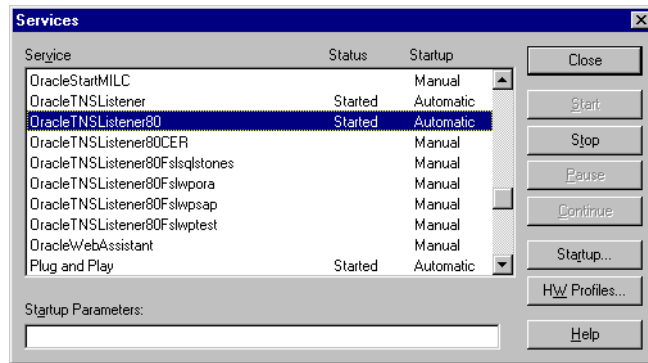 Services
Service Status Startup
OracleStartMILC Manual
OracleTNSListener Started Automatic
OracleTNSListener80 Started Automatic
OracleTNSListener80CER Manual
OracleTNSListener80Fslsqlstones Manual
OracleTNSListener80Fslwpora Manual
OracleTNSListener80Fslwpsap Manual
OracleTNSListener80Fslwptest Manual
OracleWebAssistant Manual
Plug and Play Started Automatic
Startup Parameters:
Close
Start
Stop
Pause
Continue
Startup...
HW Profiles...
Help